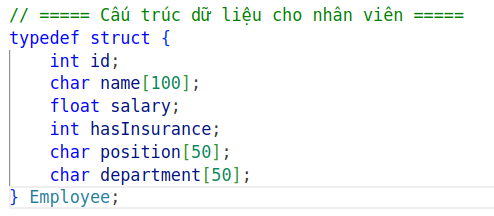 // ===== Cấu trúc dữ liệu cho nhân viên =====
typedef struct {
    int id;
    char name[100];
    float salary;
    int hasInsurance;
    char position[50];
    char department[50];
} Employee;